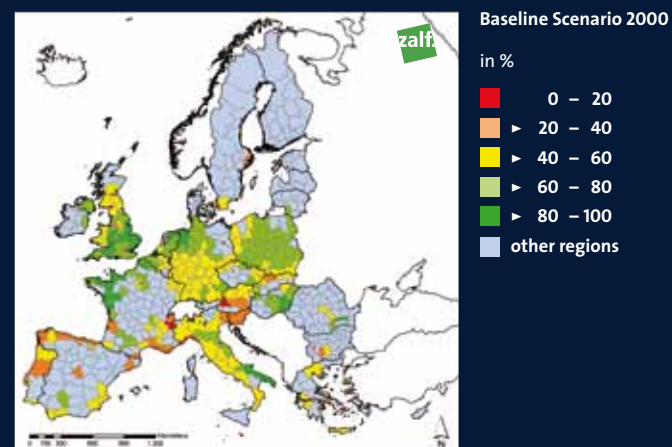 zalf.
Baseline Scenario 2000
in %
0 – 20
► 20 – 40
► 40 – 60
► 60 – 80
► 80 – 100
other regions
N